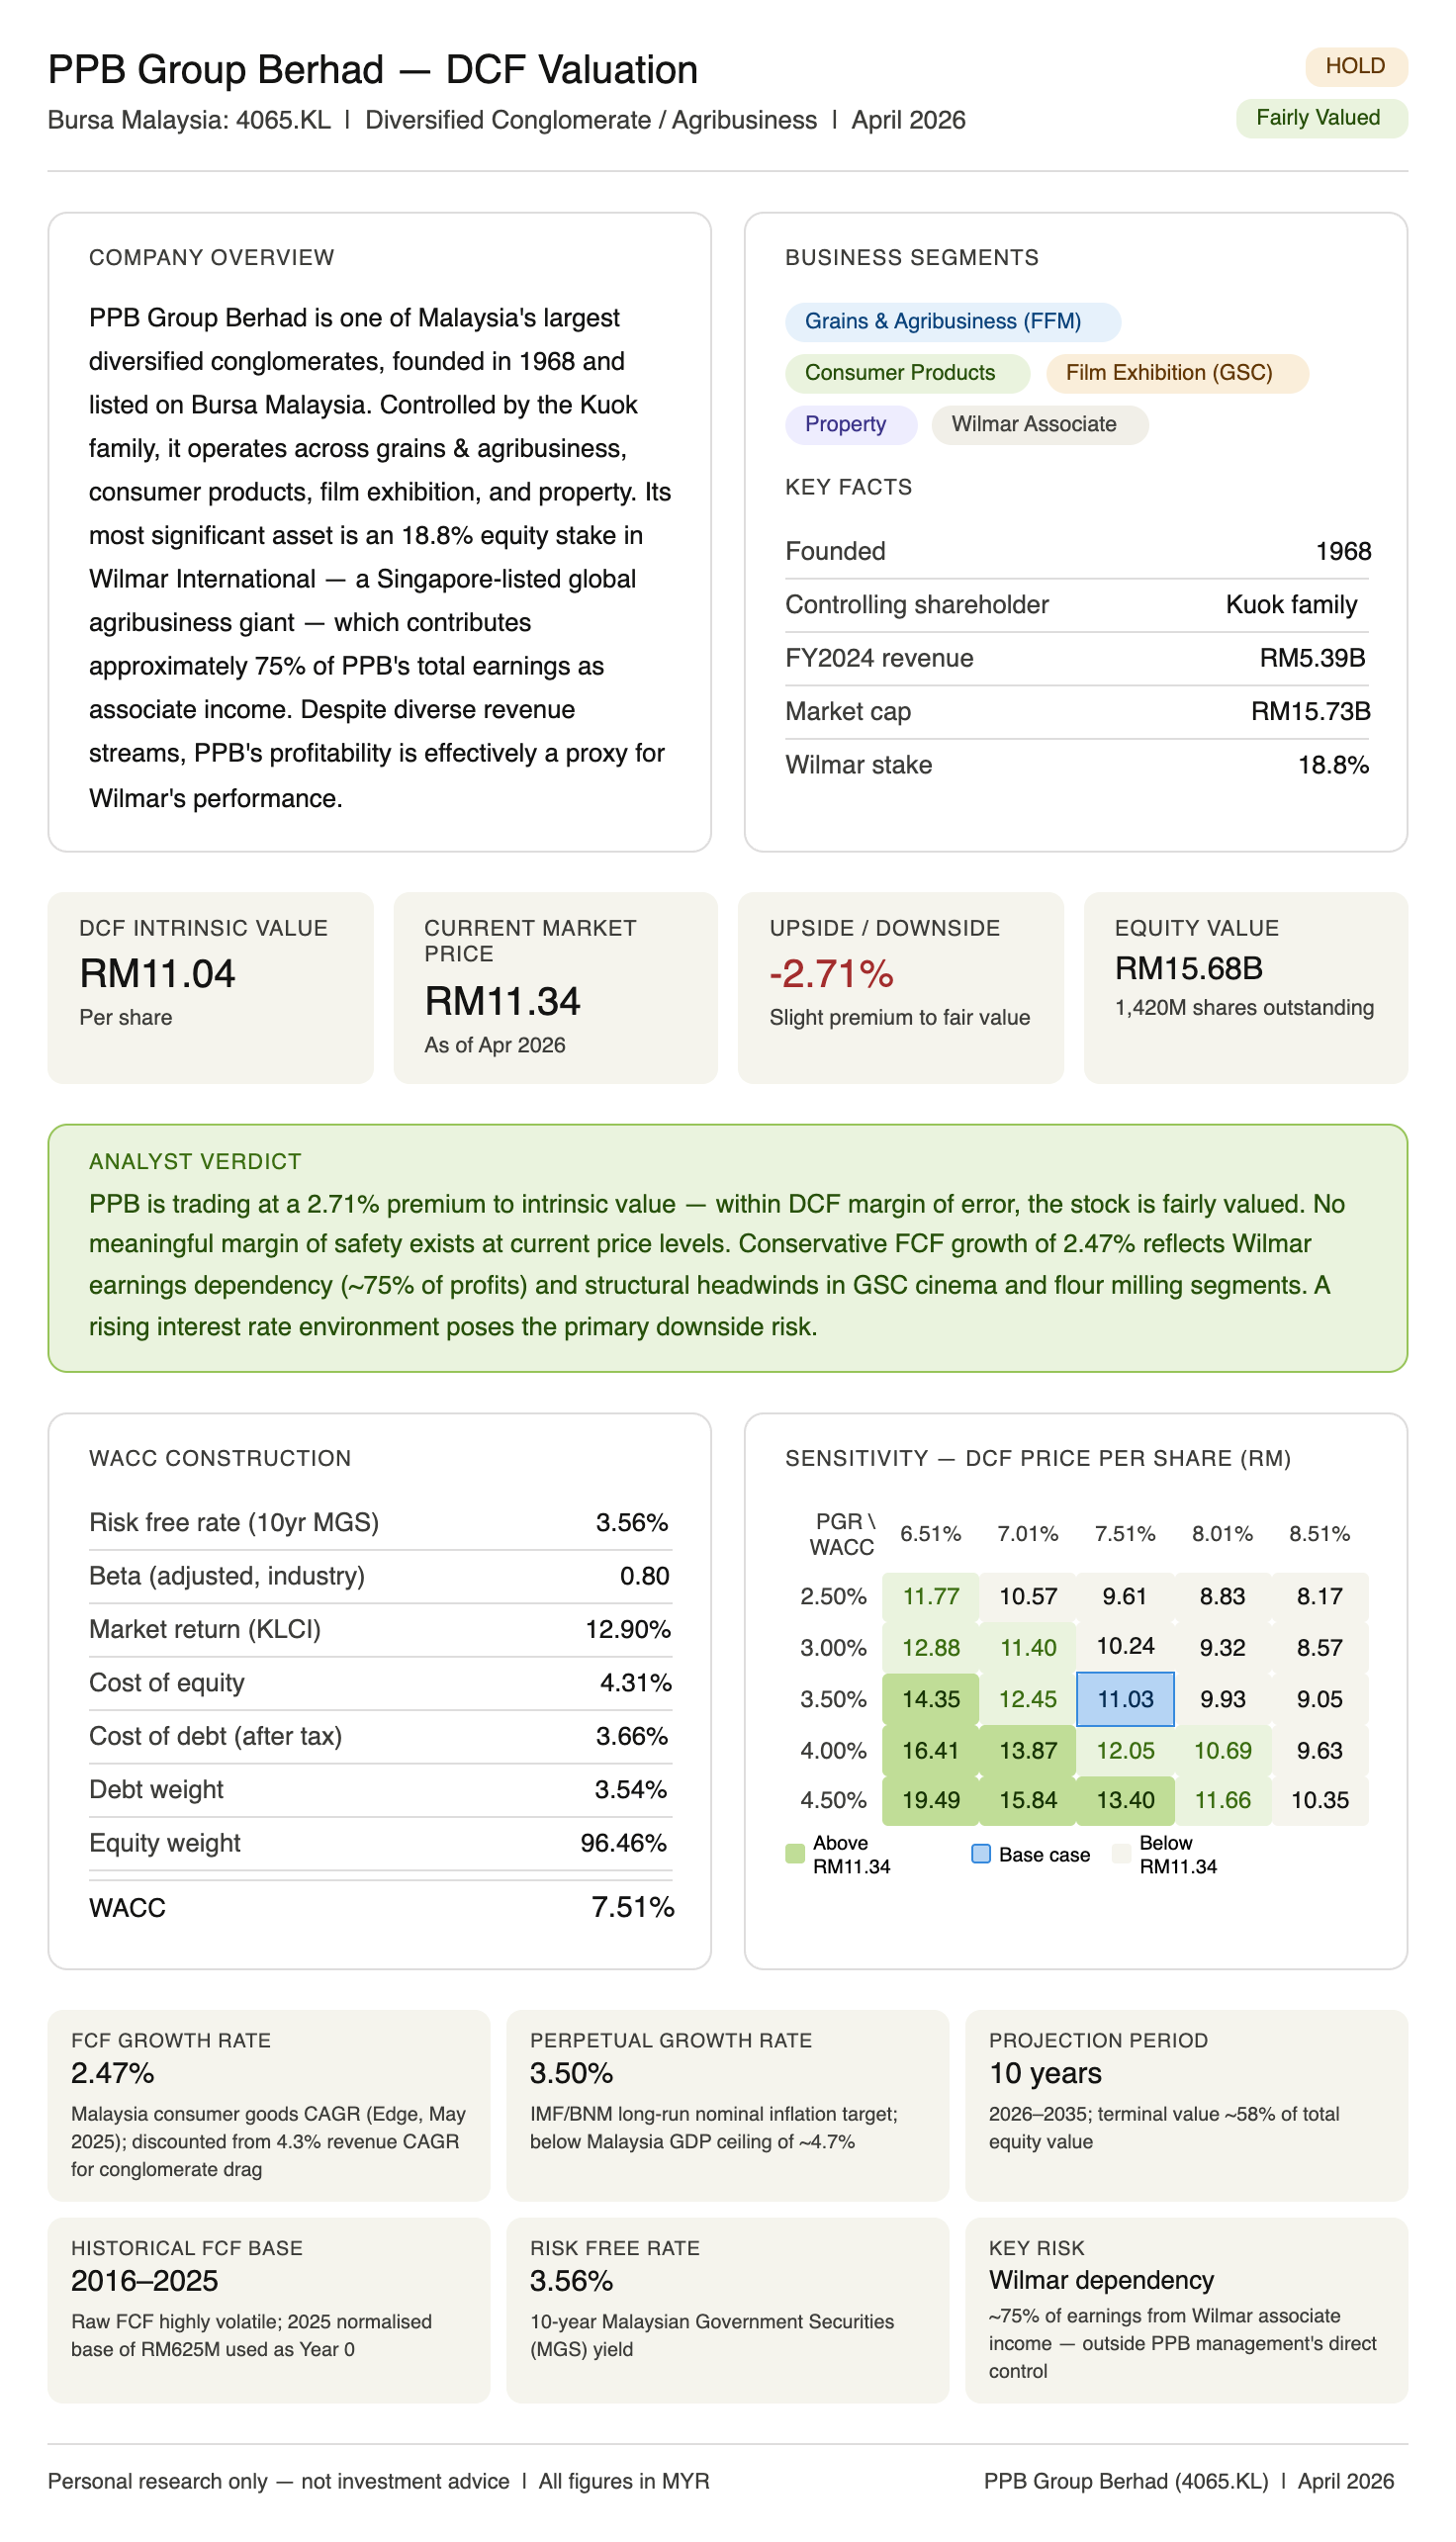 PPB Group Berhad — DCF Valuation
HOLD
Bursa Malaysia: 4065.KL | Diversified Conglomerate / Agribusiness | April 2026
Fairly Valued
COMPANY OVERVIEW
PPB Group Berhad is one of Malaysia's largest
diversified conglomerates, founded in 1968 and
listed on Bursa Malaysia. Controlled by the Kuok
family, it operates across grains & agribusiness,
consumer products, film exhibition, and property. Its
most significant asset is an 18.8% equity stake in
Wilmar International — a Singapore-listed global
agribusiness giant — which contributes
approximately 75% of PPB's total earnings as
associate income. Despite diverse revenue
streams, PPB's profitability is effectively a proxy for
Wilmar's performance.
BUSINESS SEGMENTS
Grains & Agribusiness (FFM)
Consumer Products Film Exhibition (GSC)
Property Wilmar Associate
KEY FACTS
Founded 1968
Controlling shareholder Kuok family
FY2024 revenue RM5.39B
Market cap RM15.73B
Wilmar stake 18.8%
DCF INTRINSIC VALUE
RM11.04
Per share
CURRENT MARKET
PRICE
RM11.34
As of Apr 2026
UPSIDE / DOWNSIDE
-2.71%
Slight premium to fair value
EQUITY VALUE
RM15.68B
1,420M shares outstanding
ANALYST VERDICT
PPB is trading at a 2.71% premium to intrinsic value — within DCF margin of error, the stock is fairly valued. No
meaningful margin of safety exists at current price levels. Conservative FCF growth of 2.47% reflects Wilmar
earnings dependency (~75% of profits) and structural headwinds in GSC cinema and flour milling segments. A
rising interest rate environment poses the primary downside risk.
WACC CONSTRUCTION
Risk free rate (10yr MGS) 3.56%
Beta (adjusted, industry) 0.80
Market return (KLCI) 12.90%
Cost of equity 4.31%
Cost of debt (after tax) 3.66%
Debt weight 3.54%
Equity weight 96.46%
WACC 7.51%
SENSITIVITY — DCF PRICE PER SHARE (RM)
PGR \
WACC 6.51% 7.01% 7.51% 8.01% 8.51%
2.50% 11.77 10.57 9.61 8.83 8.17
3.00% 12.88 11.40 10.24 9.32 8.57
3.50% 14.35 12.45 11.03 9.93 9.05
4.00% 16.41 13.87 12.05 10.69 9.63
4.50% 19.49 15.84 13.40 11.66 10.35
Above
RM11.34
Base case
Below
RM11.34
FCF GROWTH RATE
2.47%
Malaysia consumer goods CAGR (Edge, May
2025); discounted from 4.3% revenue CAGR
for conglomerate drag
PERPETUAL GROWTH RATE
3.50%
IMF/BNM long-run nominal inflation target;
below Malaysia GDP ceiling of ~4.7%
PROJECTION PERIOD
10 years
2026–2035; terminal value ~58% of total
equity value
HISTORICAL FCF BASE
2016–2025
Raw FCF highly volatile; 2025 normalised
base of RM625M used as Year 0
RISK FREE RATE
3.56%
10-year Malaysian Government Securities
(MGS) yield
KEY RISK
Wilmar dependency
~75% of earnings from Wilmar associate
income — outside PPB management's direct
control
Personal research only — not investment advice | All figures in MYR
PPB Group Berhad (4065.KL) | April 2026